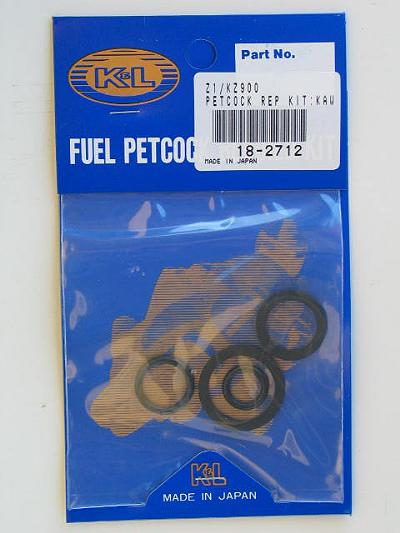 K&L
Part No.
Z1/KZ900
PETCOCK REP KIT:KAW
18-2712
MADE IN JAPAN
FUEL PETCOCK KIT
K&L
MADE IN JAPAN